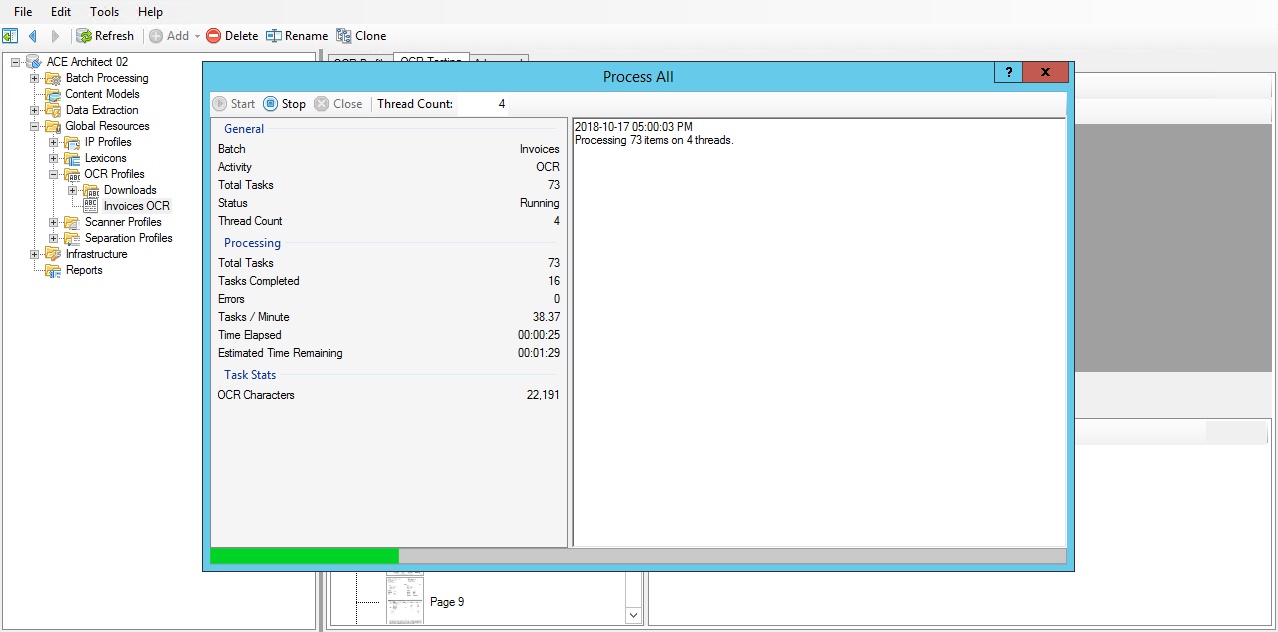 File Edit Tools Help
Refresh Add Delete Rename Clone
ACE Architect 02
Batch Processing
Content Models
Data Extraction
Global Resources
IP Profiles
Lexicons
OCR Profiles
Downloads
Invoices OCR
Scanner Profiles
Separation Profiles
Infrastructure
Reports
Process All
? x
Start Stop Close Thread Count: 4
General
Batch Invoices
Activity OCR
Total Tasks 73
Status Running
Thread Count 4
Processing
Total Tasks 73
Tasks Completed 16
Errors 0
Tasks / Minute 38.37
Time Elapsed 00:00:25
Estimated Time Remaining 00:01:29
Task Stats
OCR Characters 22,191
2018-10-17 05:00:03 PM
Processing 73 items on 4 threads.
Page 9